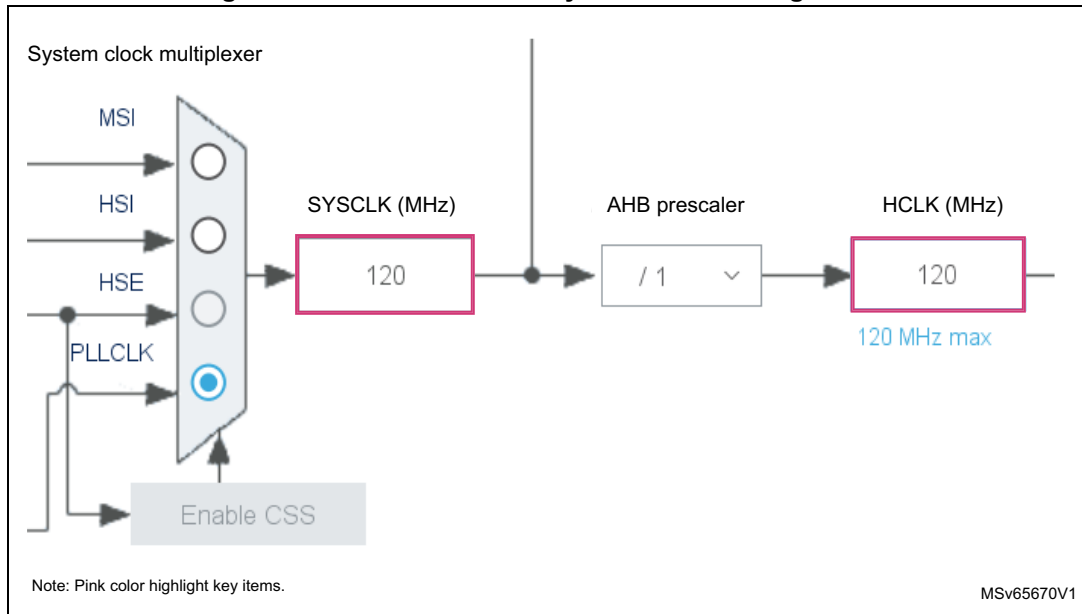 System clock multiplexer
MSI
HSI
HSE
PLLCLK
SYSCLK (MHz)
120
AHB prescaler
/ 1
HCLK (MHz)
120
120 MHz max
Enable CSS
Note: Pink color highlight key items.
MSv65670V1